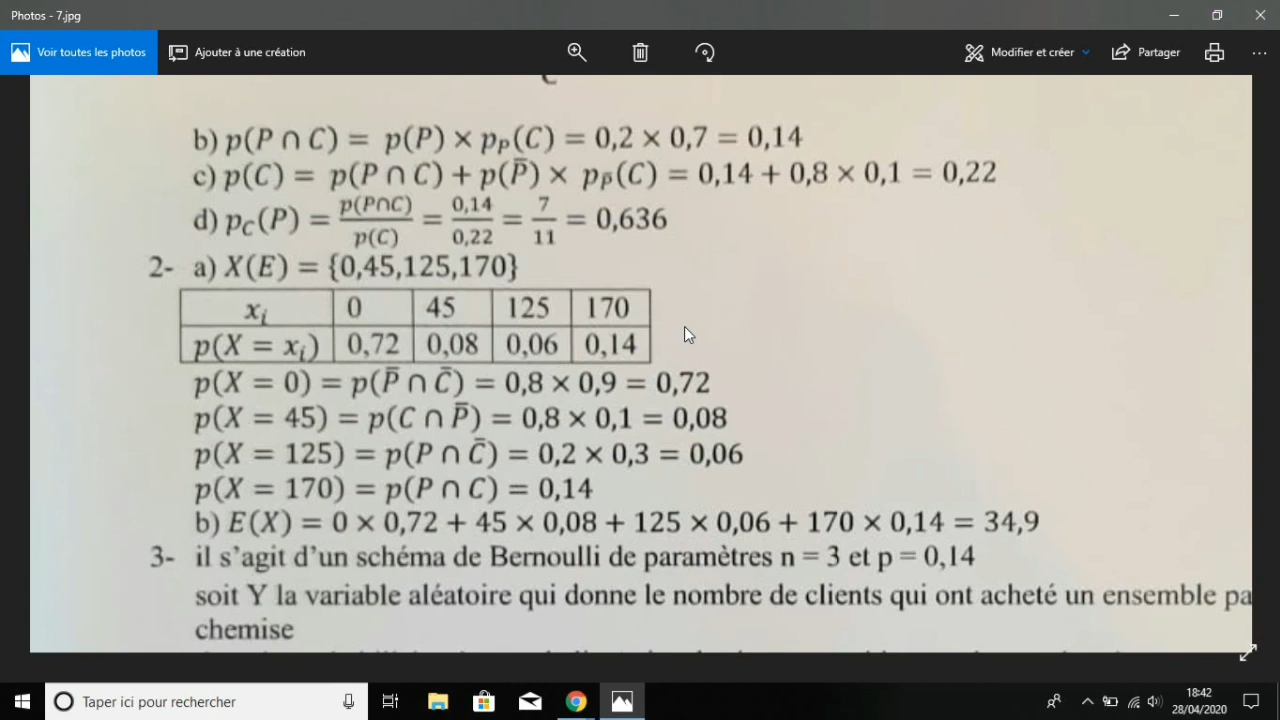 Photos - 7.jpg
Voir toutes les photos
Ajouter à une création
Modifier et créer
Partager
b) p(P ∩ C) = p(P) × p_P(C) = 0,2 × 0,7 = 0,14
c) p(C) = p(P ∩ C) + p(P̄) × p_P̄(C) = 0,14 + 0,8 × 0,1 = 0,22
d) p_C(P) = p(P∩C)/p(C) = 0,14/0,22 = 7/11 = 0,636
2- a) X(E) = {0,45,125,170}
x_i 0 45 125 170
p(X = x_i) 0,72 0,08 0,06 0,14
p(X = 0) = p(P̄ ∩ C̄) = 0,8 × 0,9 = 0,72
p(X = 45) = p(C ∩ P̄) = 0,8 × 0,1 = 0,08
p(X = 125) = p(P ∩ C̄) = 0,2 × 0,3 = 0,06
p(X = 170) = p(P ∩ C) = 0,14
b) E(X) = 0 × 0,72 + 45 × 0,08 + 125 × 0,06 + 170 × 0,14 = 34,9
3- il s'agit d'un schéma de Bernoulli de paramètres n = 3 et p = 0,14
soit Y la variable aléatoire qui donne le nombre de clients qui ont acheté un ensemble pa
chemise
Taper ici pour rechercher
18:42
28/04/2020